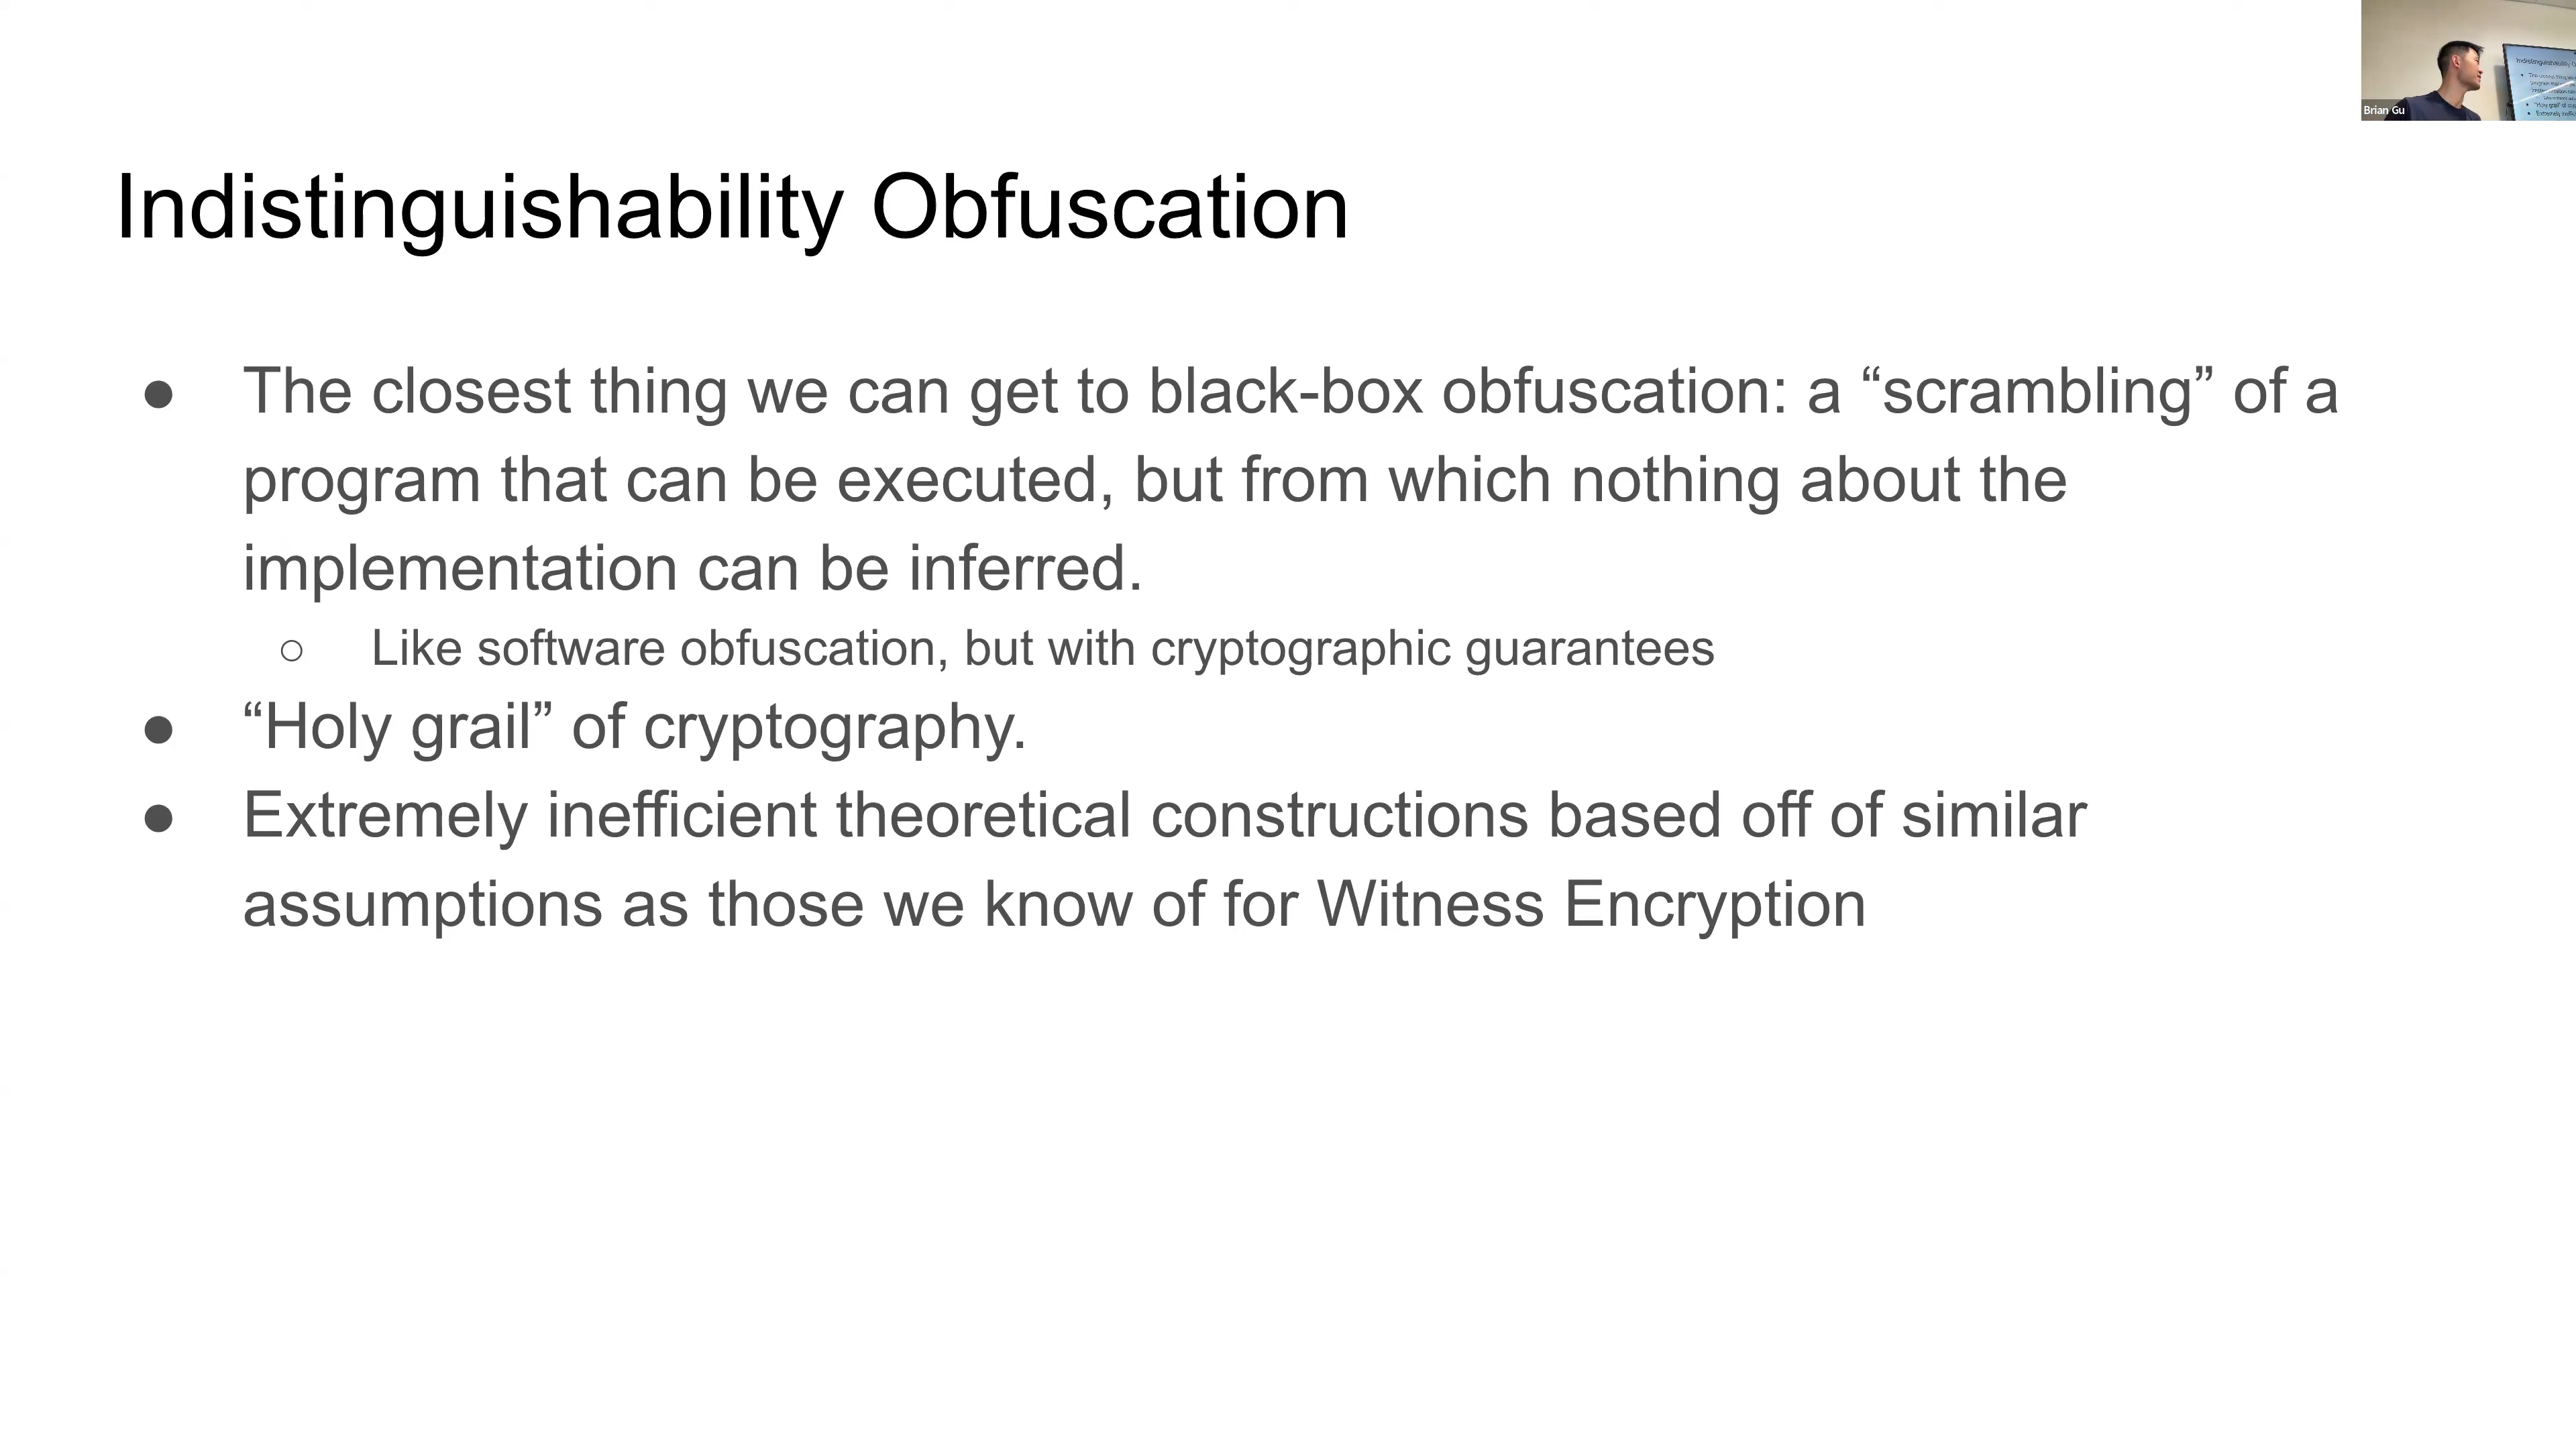 Brian Gu
Indistinguishability Obfuscation
● The closest thing we can get to black-box obfuscation: a “scrambling” of a
program that can be executed, but from which nothing about the
implementation can be inferred.
○ Like software obfuscation, but with cryptographic guarantees
● “Holy grail” of cryptography.
● Extremely inefficient theoretical constructions based off of similar
assumptions as those we know of for Witness Encryption